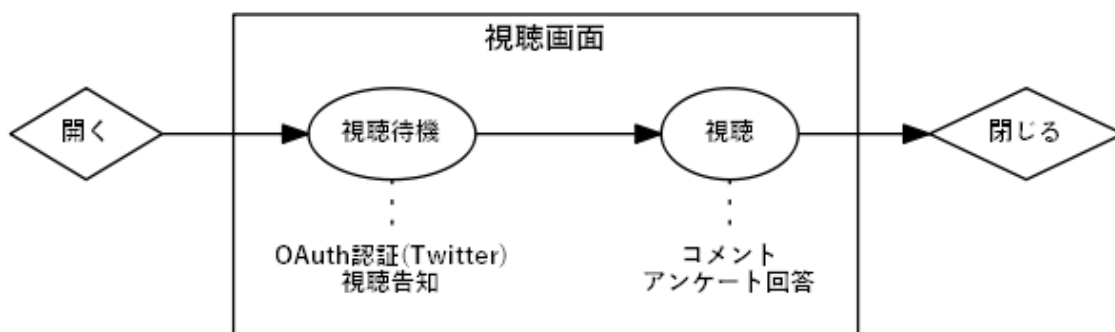 視聴画面
開く
視聴待機
視聴
閉じる
OAuth認証(Twitter)
視聴告知
コメント
アンケート回答